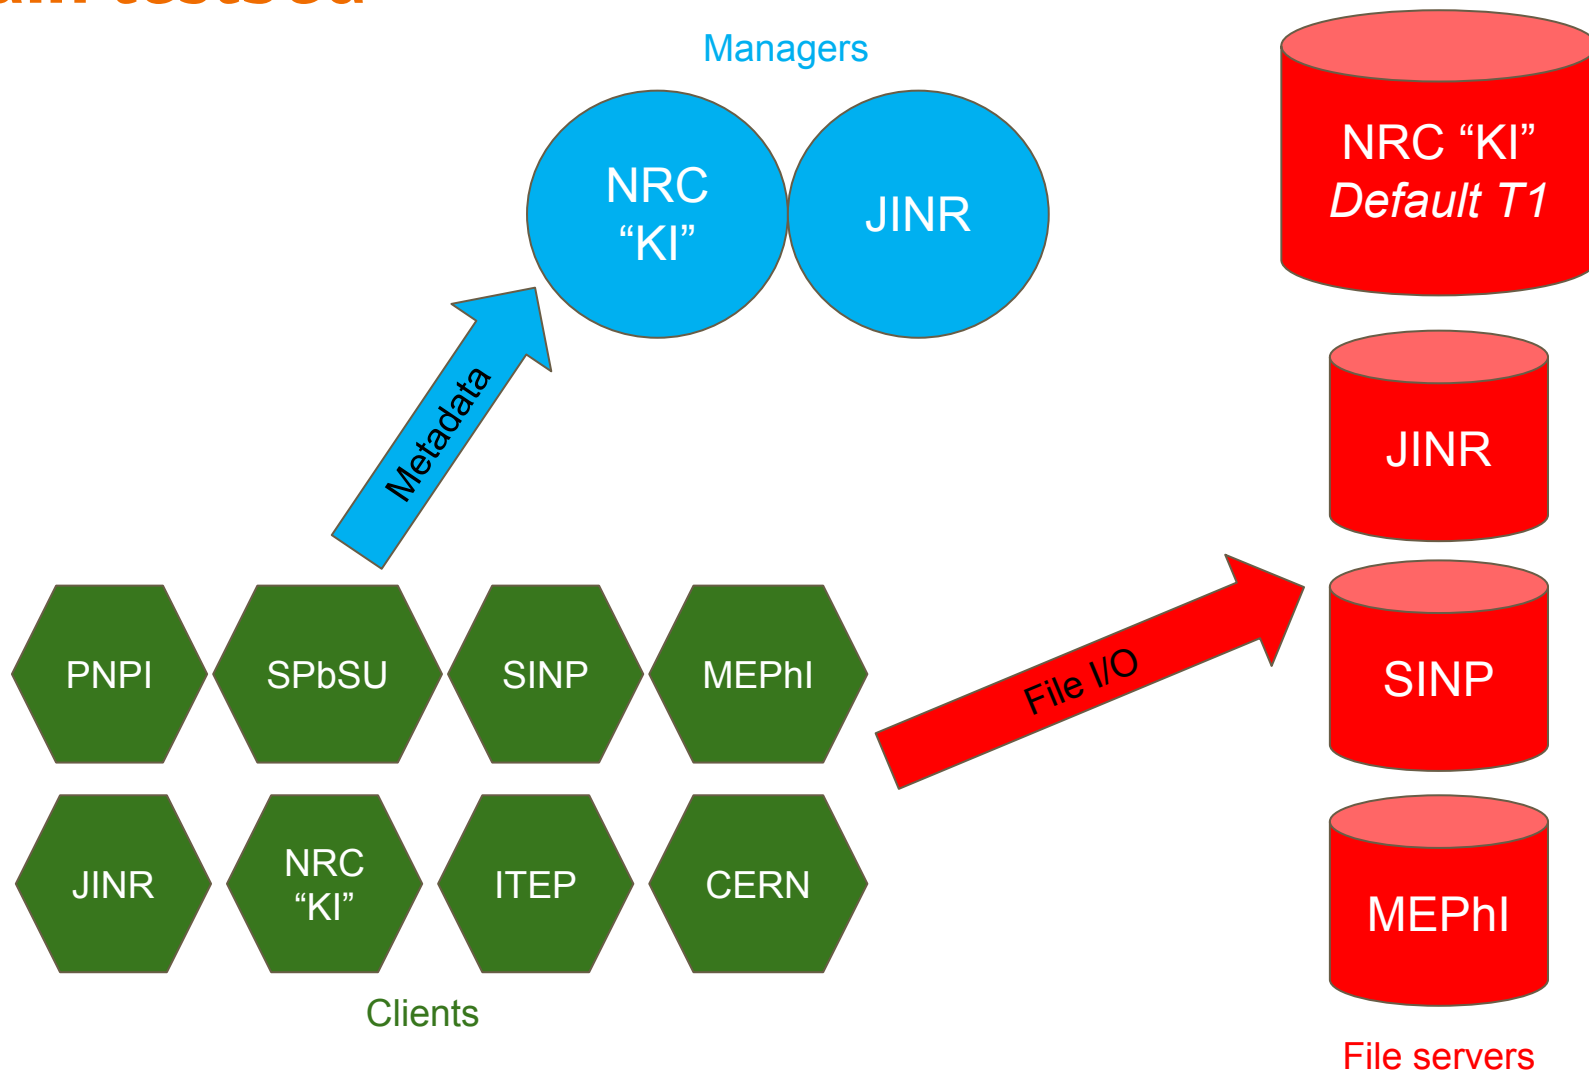 Managers
NRC
“KI”
JINR
NRC “KI”
Default T1
Metadata
JINR
File I/O
SINP
PNPI
SPbSU
SINP
MEPhI
JINR
NRC
“KI”
ITEP
CERN
MEPhI
Clients
File servers